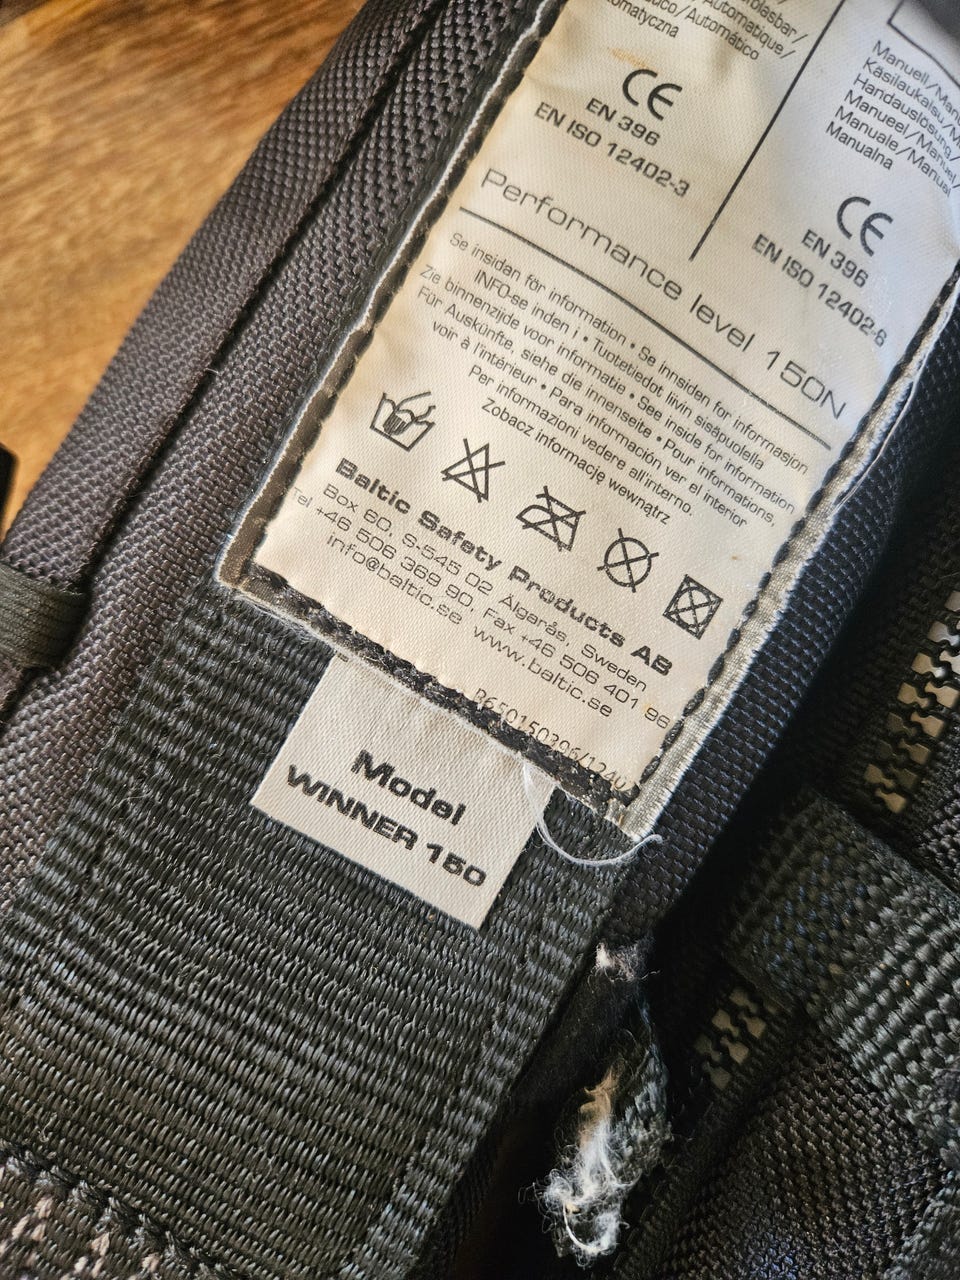 Automatique/
tico/Automático
CE
EN 396
EN ISO 12402-3
Manuell/
Käsilaukaisu/
Handauslösung/
Manueel/Manuel/
Manuale/Manual
Manualna
CE
EN 396
EN ISO 12402-6
Performance level 150N
Se insidan för information • Se innsiden for informasjon
INFO-se inden i • Tuotetiedot liivin sisäpuolella
Zie binnenzijde voor informatie • See inside for information
Für Auskünfte, siehe die innenseite • Pour informations,
voir à l'intérieur • Para información ver el interior
Per informazioni vedere all'interno.
Zobacz informację wewnątrz
Baltic Safety Products AB
Box 60, S-545 02 Älgarås, Sweden
Tel +46 506 369 90, Fax +46 506 401 96
info@baltic.se www.baltic.se
Model
WINNER 150